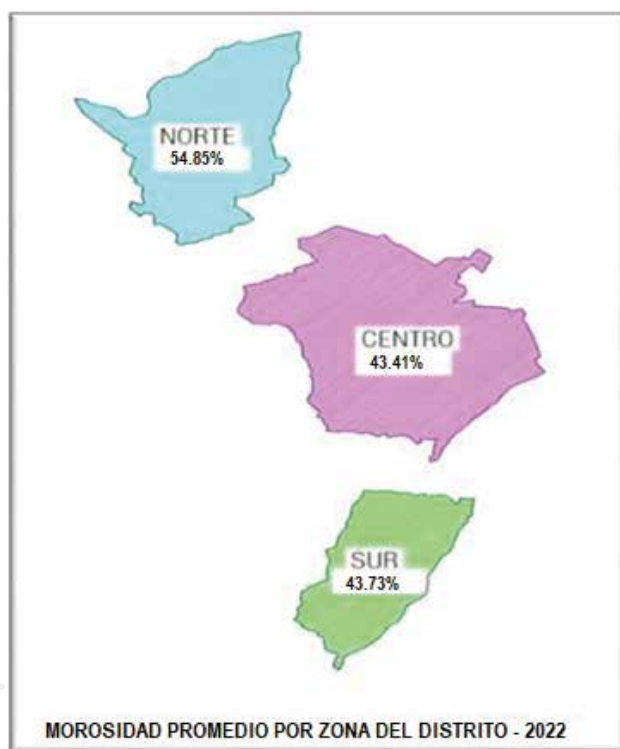 NORTE
54.85%
CENTRO
43.41%
SUR
43.73%
MOROSIDAD PROMEDIO POR ZONA DEL DISTRITO - 2022